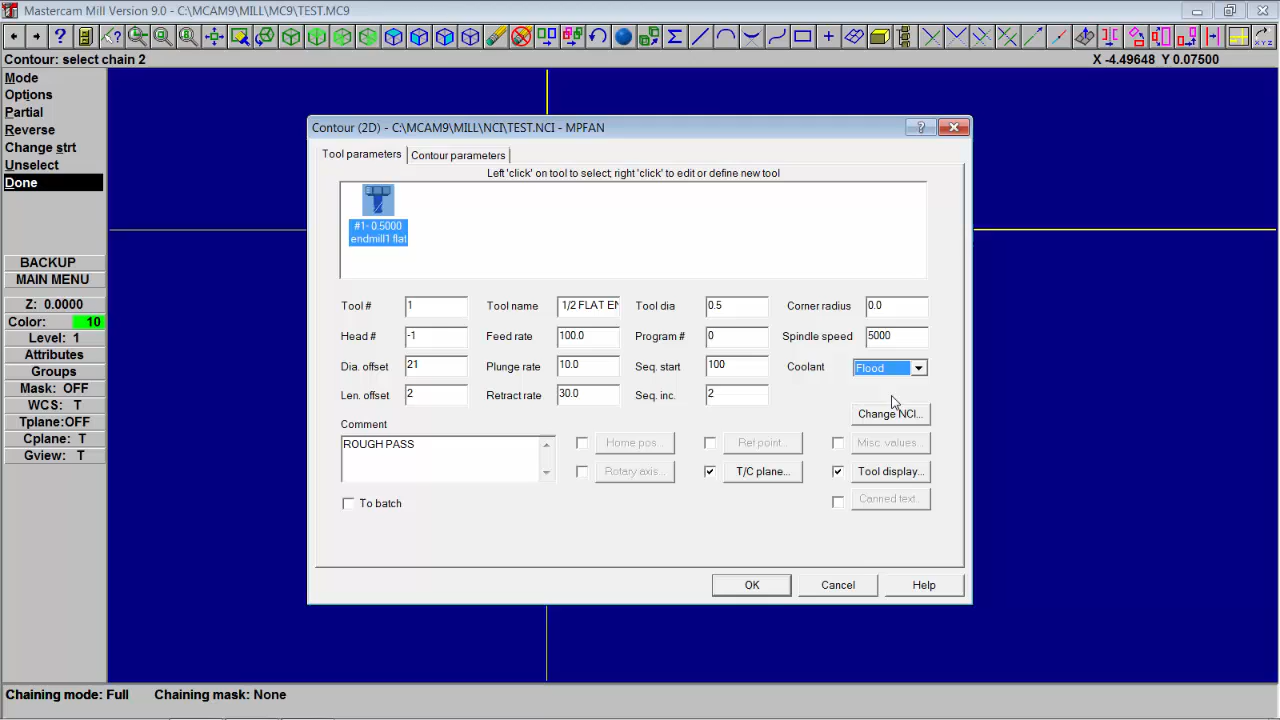 Mastercam Mill Version 9.0 - C:\MCAM9\MILL\MC9\TEST.MC9
Contour: select chain 2
X -4.49648 Y 0.07500
Mode
Options
Partial
Reverse
Change strt
Unselect
Done
BACKUP
MAIN MENU
Z: 0.0000
Color: 10
Level: 1
Attributes
Groups
Mask: OFF
WCS: T
Tplane:OFF
Cplane: T
Gview: T
Contour (2D) - C:\MCAM9\MILL\NCI\TEST.NCI - MPFAN
Tool parameters
Contour parameters
Left 'click' on tool to select; right 'click' to edit or define new tool
#1- 0.5000
endmill1 flat
Tool # 1 Tool name 1/2 FLAT EN Tool dia 0.5 Corner radius 0.0
Head # -1 Feed rate 100.0 Program # 0 Spindle speed 5000
Dia. offset 21 Plunge rate 10.0 Seq. start 100 Coolant Flood
Len. offset 2 Retract rate 30.0 Seq. inc. 2
Change NCI...
Comment
ROUGH PASS
Home pos... Ref point... Misc. values...
Rotary axis... T/C plane... Tool display...
Canned text...
To batch
OK Cancel Help
Chaining mode: Full Chaining mask: None